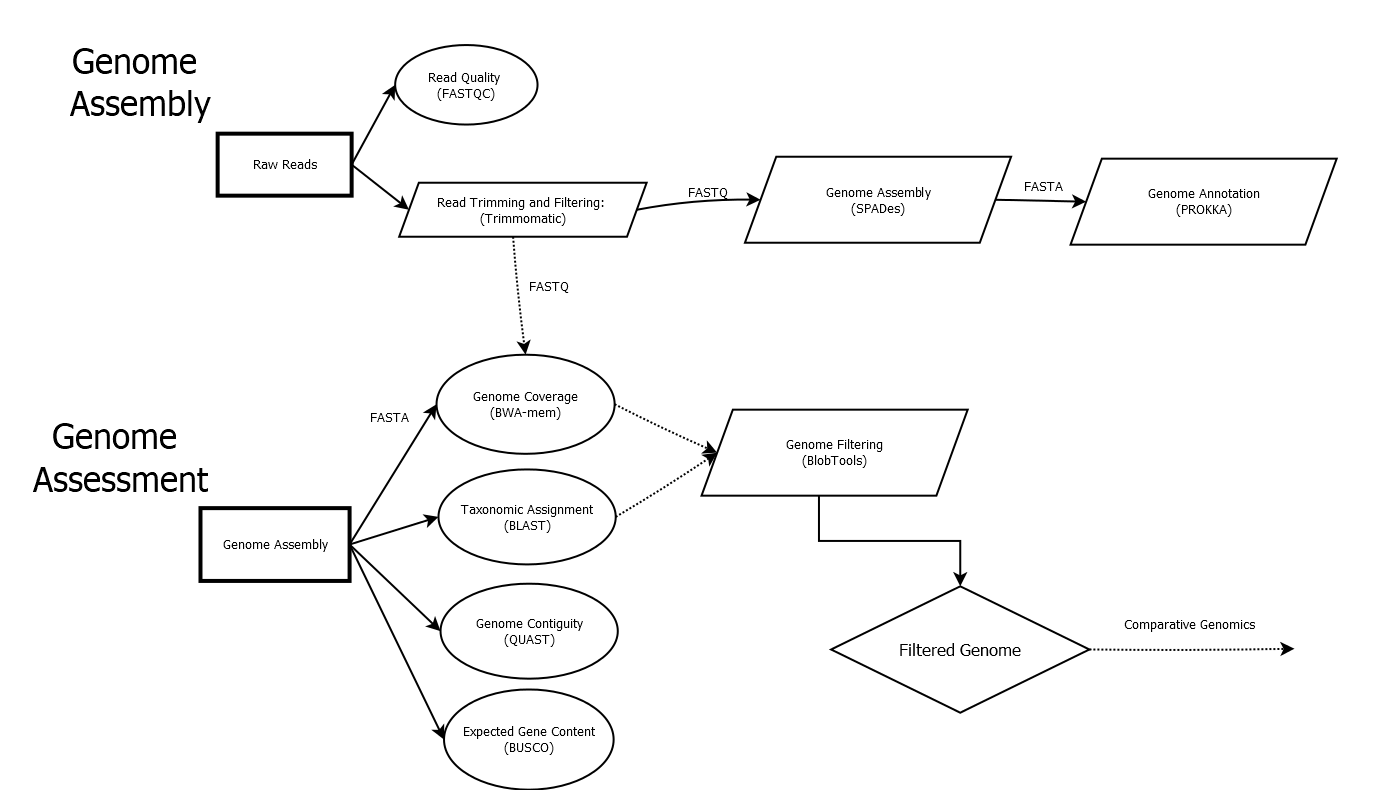 Genome
Assembly
Read Quality
(FASTQC)
Raw Reads
Read Trimming and Filtering:
(Trimmomatic)
FASTQ
Genome Assembly
(SPADes)
FASTA
Genome Annotation
(PROKKA)
FASTQ
Genome
Assessment
Genome Assembly
FASTA
Genome Coverage
(BWA-mem)
Taxonomic Assignment
(BLAST)
Genome Contiguity
(QUAST)
Expected Gene Content
(BUSCO)
Genome Filtering
(BlobTools)
Filtered Genome
Comparative Genomics